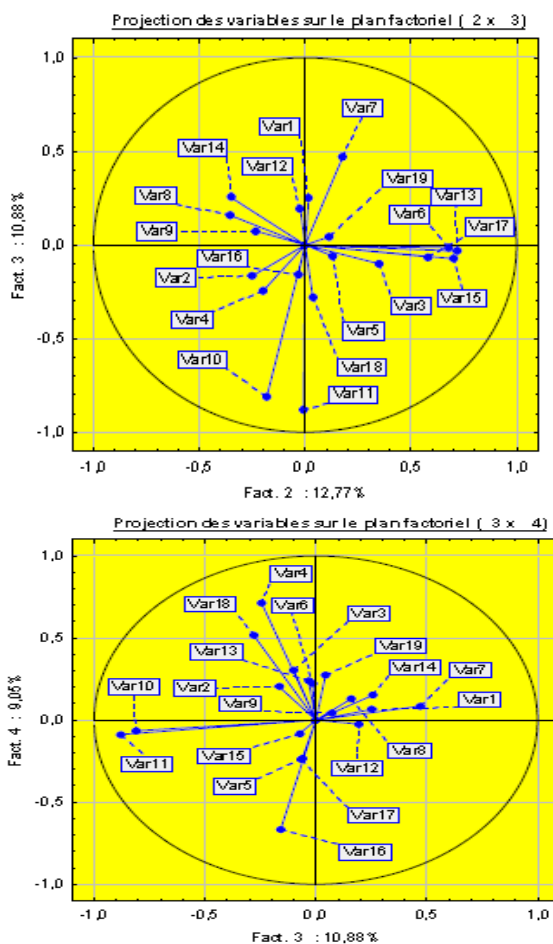 Projection des variables sur le plan factoriel ( 2 x 3)
1,0
Var1
Var7
0,5
Var14
Var12
Var19
Var13
Var8
Var6
Var17
Var9
0,0
Var16
Var2
Var3
Var15
Var4
Var5
-0,5
Var10
Var18
Var11
-1,0
Fact. 3 : 10,88%
-1,0 -0,5 0,0 0,5 1,0
Fact. 2 : 12,77%
Projection des variables sur le plan factoriel ( 3 x 4)
1,0
Var4
Var18
Var6
Var3
0,5
Var13
Var19
Var2
Var14
Var7
Var10
Var9
Var1
0,0
Var11
Var15
Var8
Var5
Var12
Var17
-0,5
Var16
-1,0
Fact. 4 : 9,05%
-1,0 -0,5 0,0 0,5 1,0
Fact. 3 : 10,88%